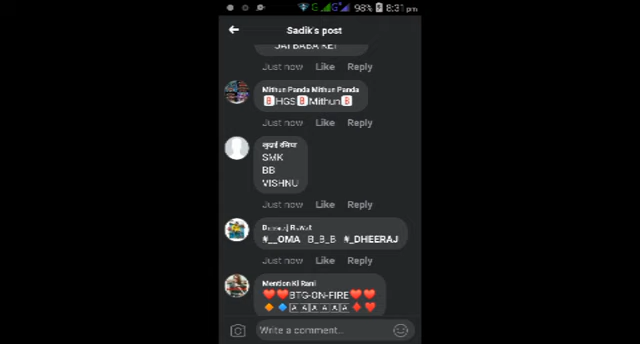 98% 8:31 pm
Sadik's post
JAI BABA KEI
Just now Like Reply
Mithun Panda Mithun Panda
🅱HGS🅱Mithun🅱
Just now Like Reply
SMK
BB
VISHNU
Just now Like Reply
#__OMA B_B_B #_DHEERAJ
Just now Like Reply
Mention Ki Rani
❤❤BTG-ON-FIRE❤❤
Write a comment...